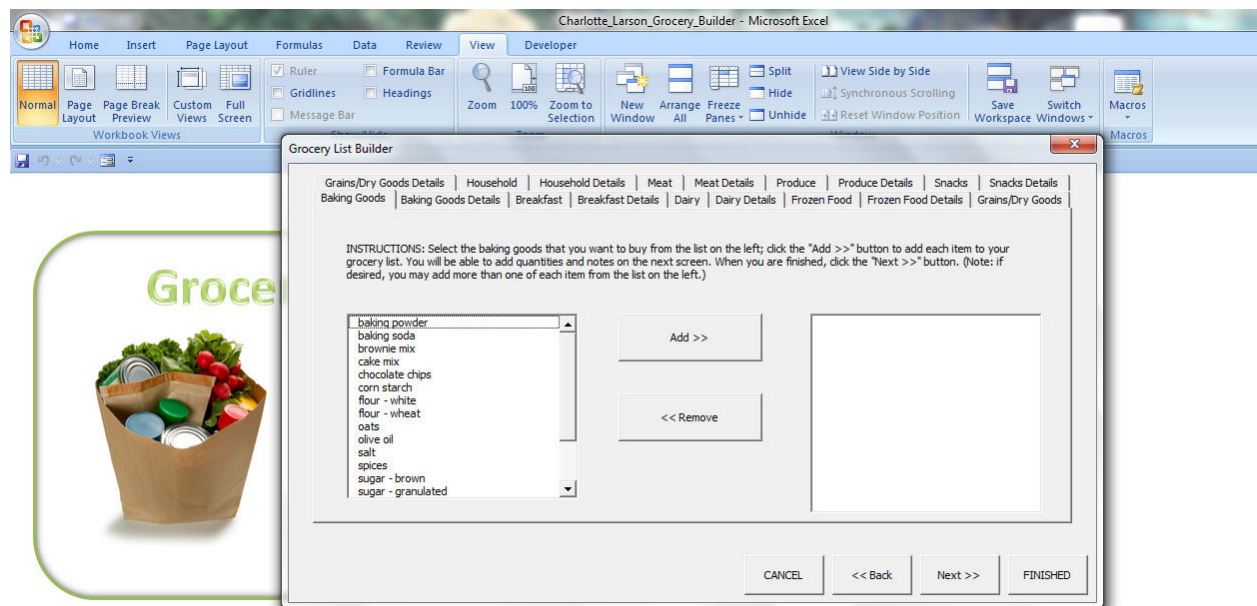 Charlotte_Larson_Grocery_Builder - Microsoft Excel
Home Insert Page Layout Formulas Data Review View Developer
Ruler Formula Bar Split View Side by Side
Gridlines Headings Hide Synchronous Scrolling
Message Bar Unhide Reset Window Position
Normal Page Layout Page Break Preview Custom Views Full Screen Zoom 100% Zoom to Selection New Window Arrange All Freeze Panes Save Workspace Switch Windows Macros
Workbook Views Macros
Grocery List Builder
Grains/Dry Goods Details Household Household Details Meat Meat Details Produce Produce Details Snacks Snacks Details
Baking Goods Baking Goods Details Breakfast Breakfast Details Dairy Dairy Details Frozen Food Frozen Food Details Grains/Dry Goods
INSTRUCTIONS: Select the baking goods that you want to buy from the list on the left; click the "Add >>" button to add each item to your
grocery list. You will be able to add quantities and notes on the next screen. When you are finished, click the "Next >>" button. (Note: if
desired, you may add more than one of each item from the list on the left.)
baking powder
baking soda
brownie mix
cake mix
chocolate chips
corn starch
flour - white
flour - wheat
oats
olive oil
salt
spices
sugar - brown
sugar - granulated
Add >>
<< Remove
CANCEL << Back Next >> FINISHED